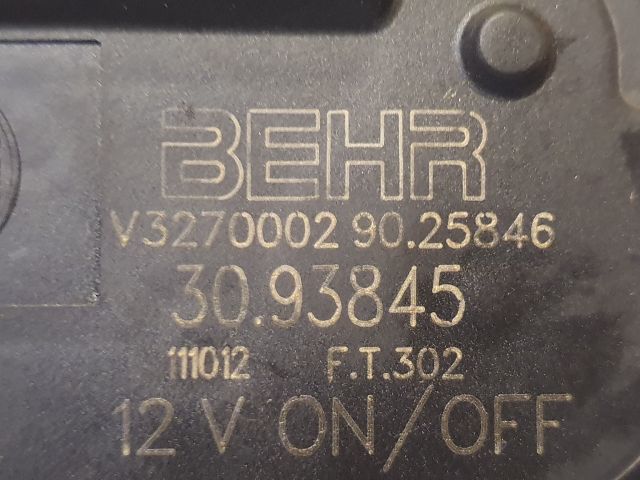 BEHR
V3270002 90.25846
30.93845
111012 F.T.302
12 V ON/OFF